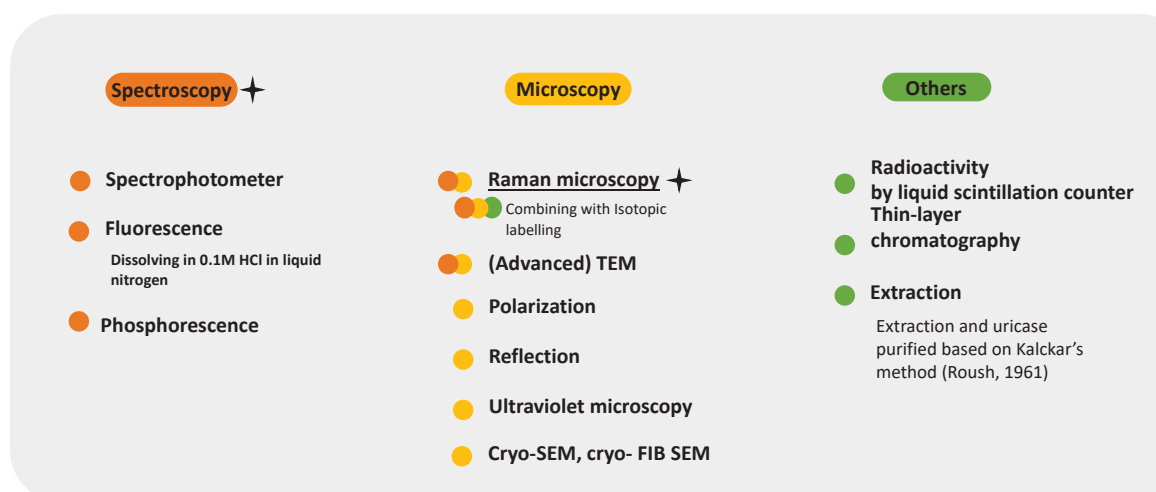 Spectroscopy
Spectrophotometer
Fluorescence
Dissolving in 0.1M HCl in liquid
nitrogen
Phosphorescence
Microscopy
Raman microscopy
Combining with Isotopic
labelling
(Advanced) TEM
Polarization
Reflection
Ultraviolet microscopy
Cryo-SEM, cryo- FIB SEM
Others
Radioactivity
by liquid scintillation counter
Thin-layer
chromatography
Extraction
Extraction and uricase
purified based on Kalckar’s
method (Roush, 1961)